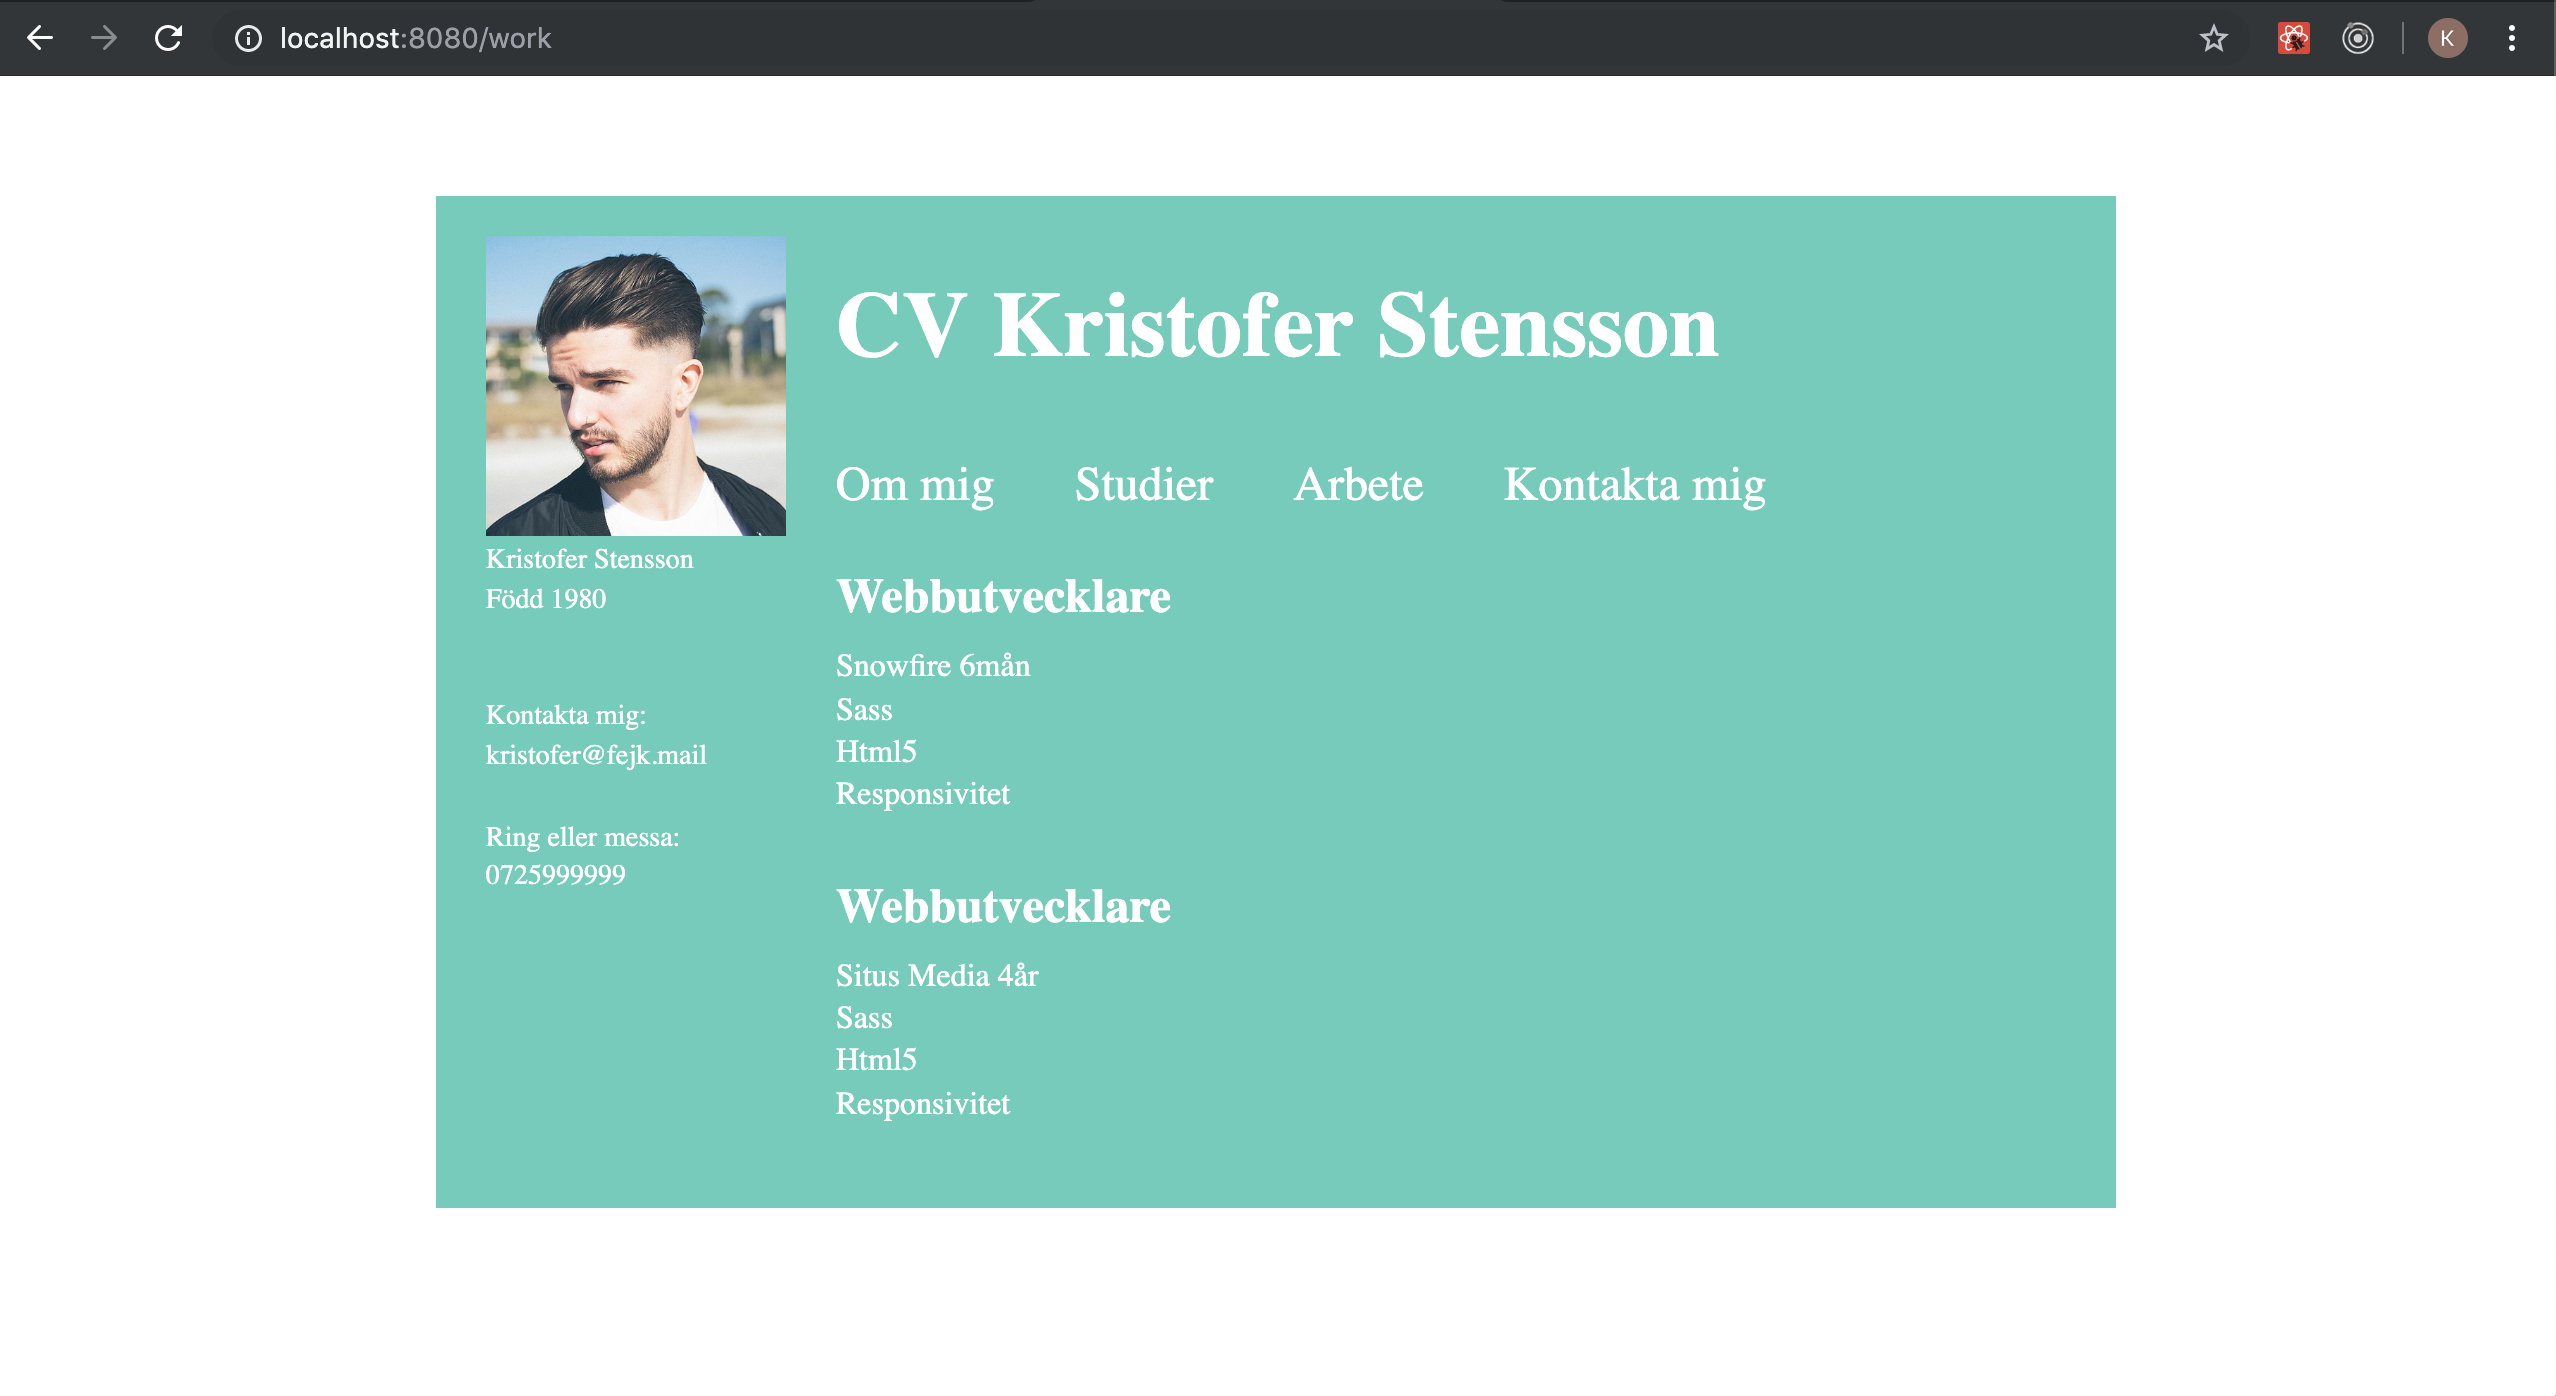 localhost:8080/work
K
CV Kristofer Stensson
Om mig Studier Arbete Kontakta mig
Kristofer Stensson
Född 1980
Kontakta mig:
kristofer@fejk.mail
Ring eller messa:
0725999999
Webbutvecklare
Snowfire 6mån
Sass
Html5
Responsivitet
Webbutvecklare
Situs Media 4år
Sass
Html5
Responsivitet